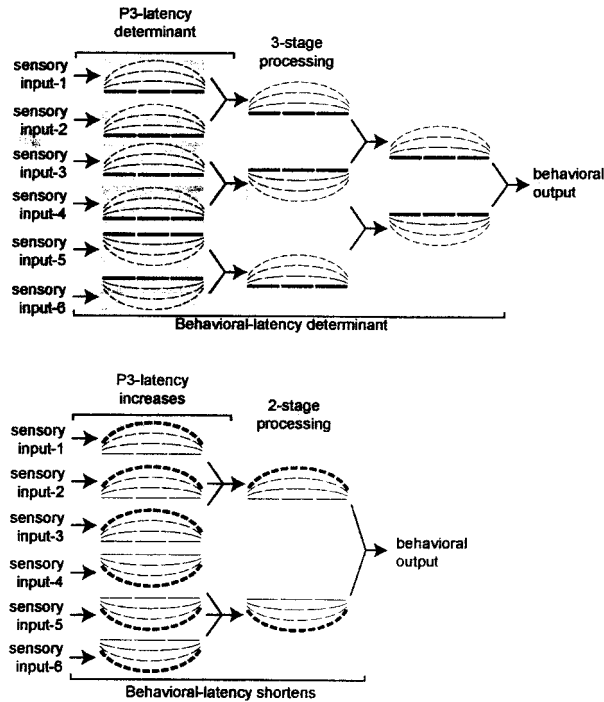 P3-latency
determinant
3-stage
processing
sensory
input-1
sensory
input-2
sensory
input-3
sensory
input-4
sensory
input-5
sensory
input-6
behavioral
output
Behavioral-latency determinant
P3-latency
increases
2-stage
processing
sensory
input-1
sensory
input-2
sensory
input-3
sensory
input-4
sensory
input-5
sensory
input-6
behavioral
output
Behavioral-latency shortens